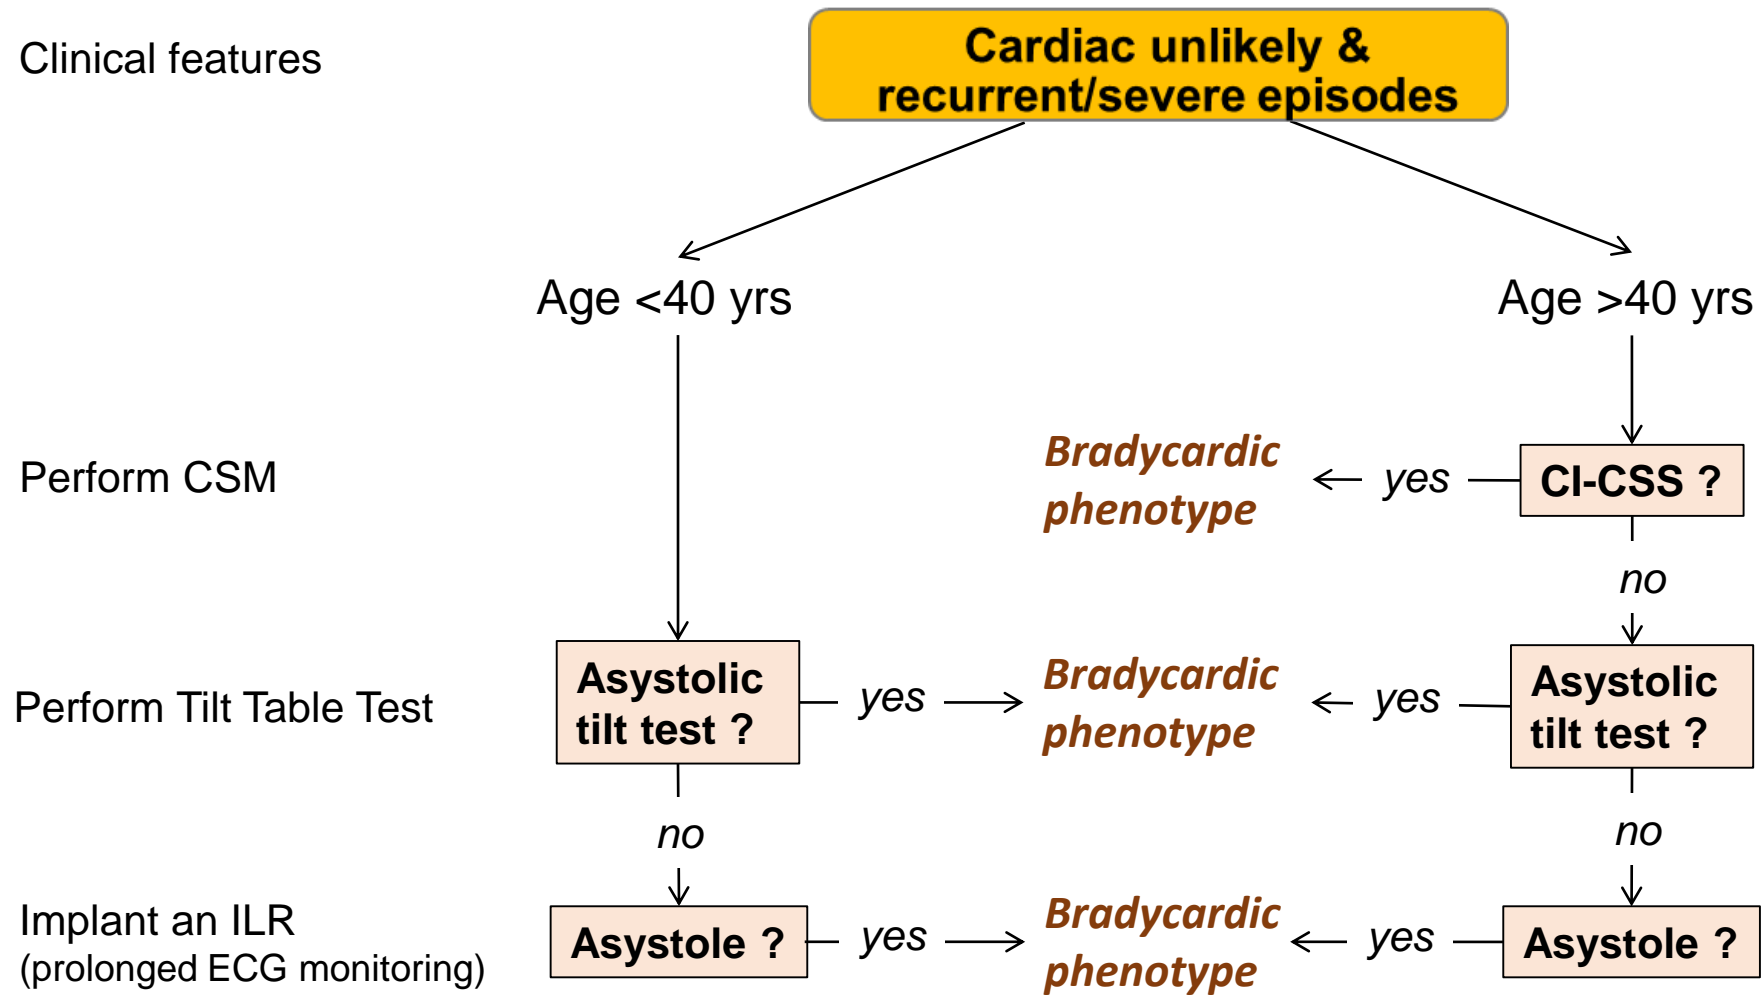 Clinical features
Cardiac unlikely &
recurrent/severe episodes
Age <40 yrs
Age >40 yrs
Perform CSM
Bradycardic
phenotype
yes
CI-CSS ?
no
Perform Tilt Table Test
Asystolic
tilt test ?
yes
Bradycardic
phenotype
yes
Asystolic
tilt test ?
no
no
Implant an ILR
(prolonged ECG monitoring)
Asystole ?
yes
Bradycardic
phenotype
yes
Asystole ?